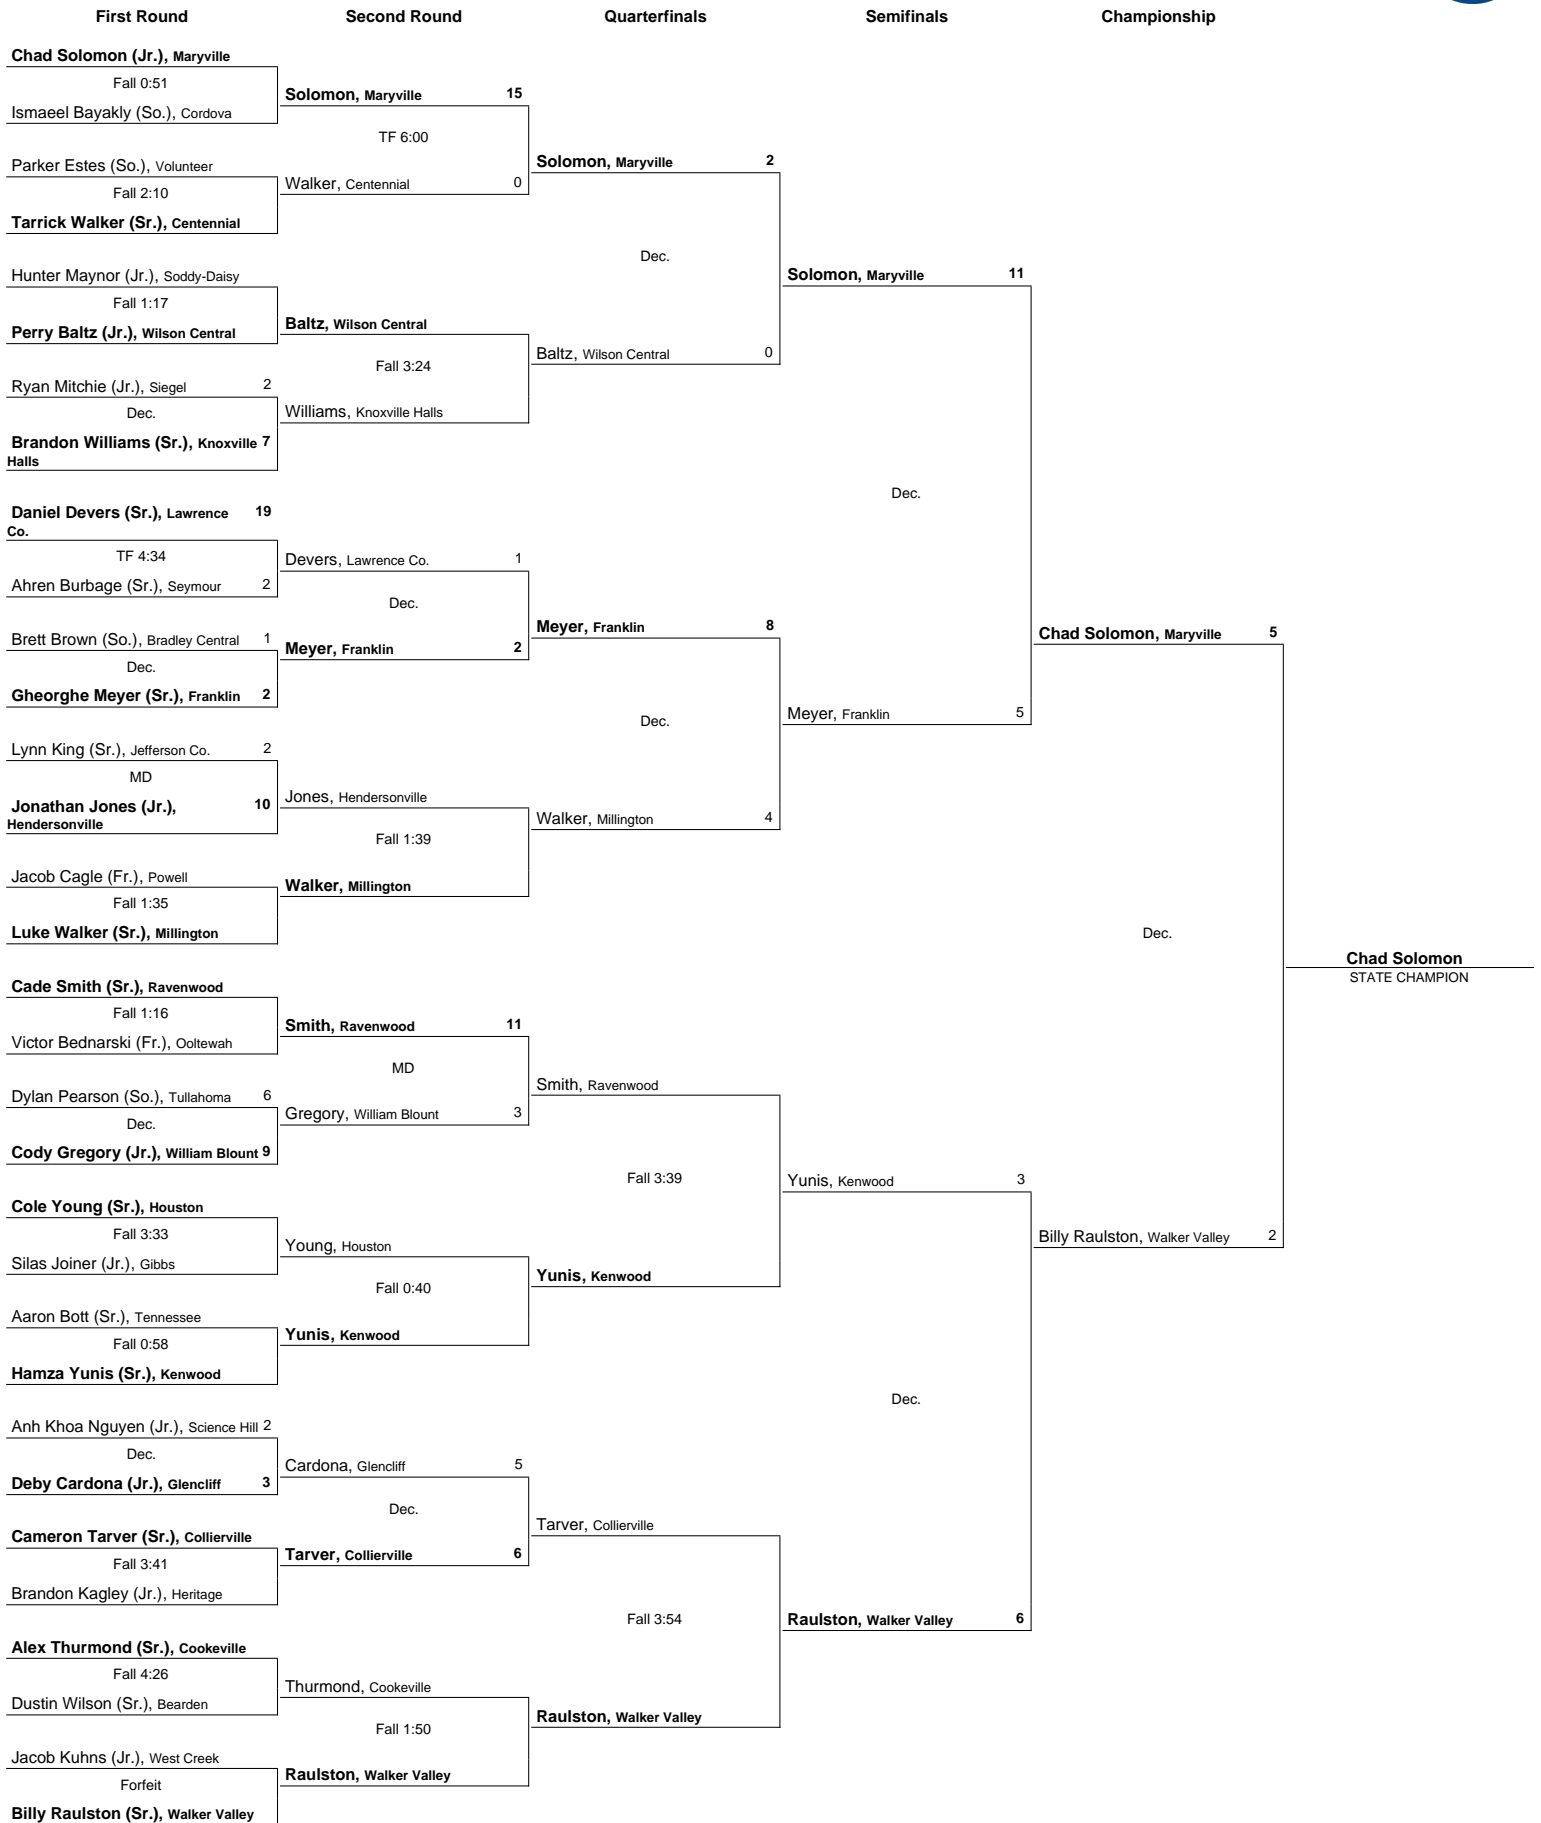 First Round
Second Round
Quarterfinals
Semifinals
Championship
Chad Solomon (Jr.), Maryville
Fall 0:51
Ismaeel Bayakly (So.), Cordova
Parker Estes (So.), Volunteer
Fall 2:10
Tarrick Walker (Sr.), Centennial
Hunter Maynor (Jr.), Soddy-Daisy
Fall 1:17
Perry Baltz (Jr.), Wilson Central
Ryan Mitchie (Jr.), Siegel 2
Dec.
Brandon Williams (Sr.), Knoxville 7
Halls
Daniel Devers (Sr.), Lawrence 19
Co.
TF 4:34
Ahren Burbage (Sr.), Seymour 2
Brett Brown (So.), Bradley Central 1
Dec.
Gheorghe Meyer (Sr.), Franklin 2
Lynn King (Sr.), Jefferson Co. 2
MD
Jonathan Jones (Jr.), 10
Hendersonville
Jacob Cagle (Fr.), Powell
Fall 1:35
Luke Walker (Sr.), Millington
Cade Smith (Sr.), Ravenwood
Fall 1:16
Victor Bednarski (Fr.), Ooltewah
Dylan Pearson (So.), Tullahoma 6
Dec.
Cody Gregory (Jr.), William Blount 9
Cole Young (Sr.), Houston
Fall 3:33
Silas Joiner (Jr.), Gibbs
Aaron Bott (Sr.), Tennessee
Fall 0:58
Hamza Yunis (Sr.), Kenwood
Anh Khoa Nguyen (Jr.), Science Hill 2
Dec.
Deby Cardona (Jr.), Glencliff 3
Cameron Tarver (Sr.), Collierville
Fall 3:41
Brandon Kagley (Jr.), Heritage
Alex Thurmond (Sr.), Cookeville
Fall 4:26
Dustin Wilson (Sr.), Bearden
Jacob Kuhns (Jr.), West Creek
Forfeit
Billy Raulston (Sr.), Walker Valley
Solomon, Maryville 15
TF 6:00
Walker, Centennial 0
Baltz, Wilson Central
Fall 3:24
Williams, Knoxville Halls
Devers, Lawrence Co. 1
Dec.
Meyer, Franklin 2
Jones, Hendersonville
Fall 1:39
Walker, Millington
Smith, Ravenwood 11
MD
Gregory, William Blount 3
Young, Houston
Fall 0:40
Yunis, Kenwood
Cardona, Glencliff 5
Dec.
Tarver, Collierville 6
Thurmond, Cookeville
Fall 1:50
Raulston, Walker Valley
Solomon, Maryville 2
Dec.
Baltz, Wilson Central 0
Meyer, Franklin 8
Dec.
Walker, Millington 4
Smith, Ravenwood
Fall 3:39
Yunis, Kenwood
Tarver, Collierville
Fall 3:54
Raulston, Walker Valley
Solomon, Maryville 11
Dec.
Meyer, Franklin 5
Yunis, Kenwood 3
Dec.
Raulston, Walker Valley 6
Chad Solomon, Maryville 5
Dec.
Billy Raulston, Walker Valley 2
Chad Solomon
STATE CHAMPION